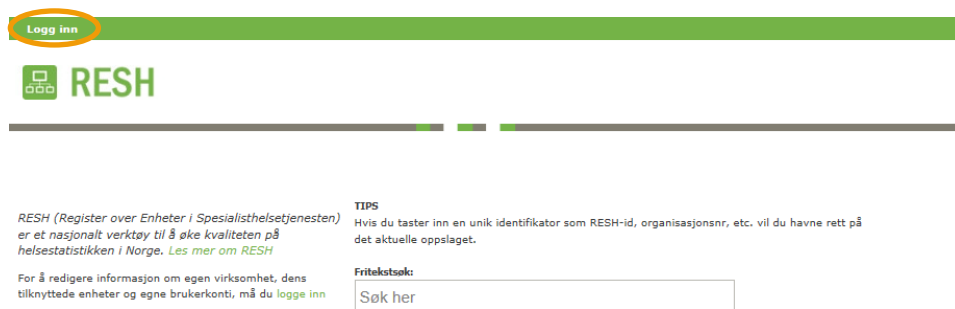 Logg inn
RESH
RESH (Register over Enheter i Spesialisthelsetjenesten)
er et nasjonalt verktøy til å øke kvaliteten på
helsestatistikken i Norge. Les mer om RESH
For å redigere informasjon om egen virksomhet, dens
tilknyttede enheter og egne brukerkonti, må du logge inn
TIPS
Hvis du taster inn en unik identifikator som RESH-id, organisasjonsnr, etc. vil du havne rett på
det aktuelle oppslaget.
Fritekstsøk:
Søk her